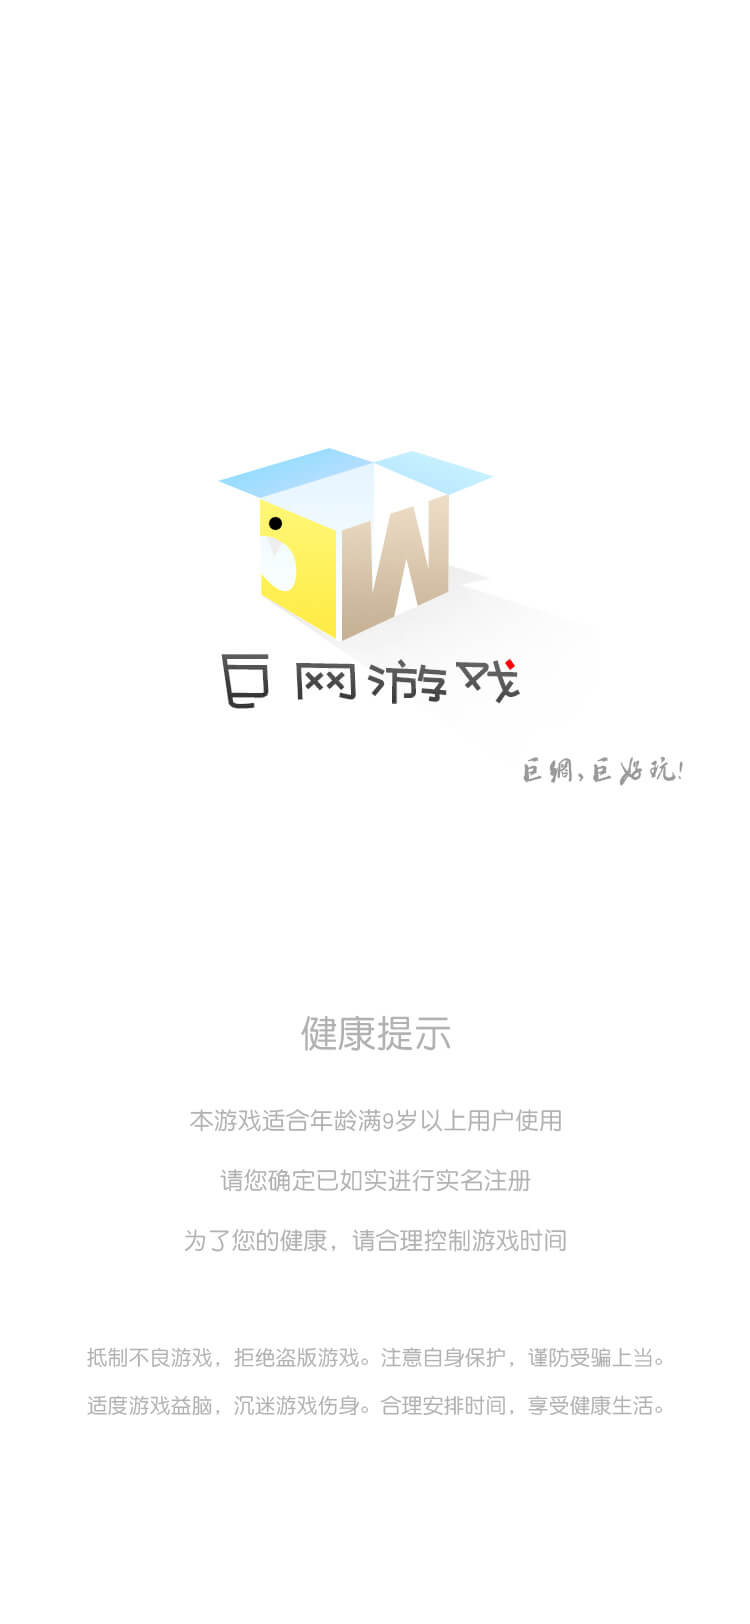 W
巨网游戏
巨網,巨好玩!
健康提示
本游戏适合年龄满9岁以上用户使用
请您确定已如实进行实名注册
为了您的健康，请合理控制游戏时间
抵制不良游戏，拒绝盗版游戏。注意自身保护，谨防受骗上当。
适度游戏益脑，沉迷游戏伤身。合理安排时间，享受健康生活。